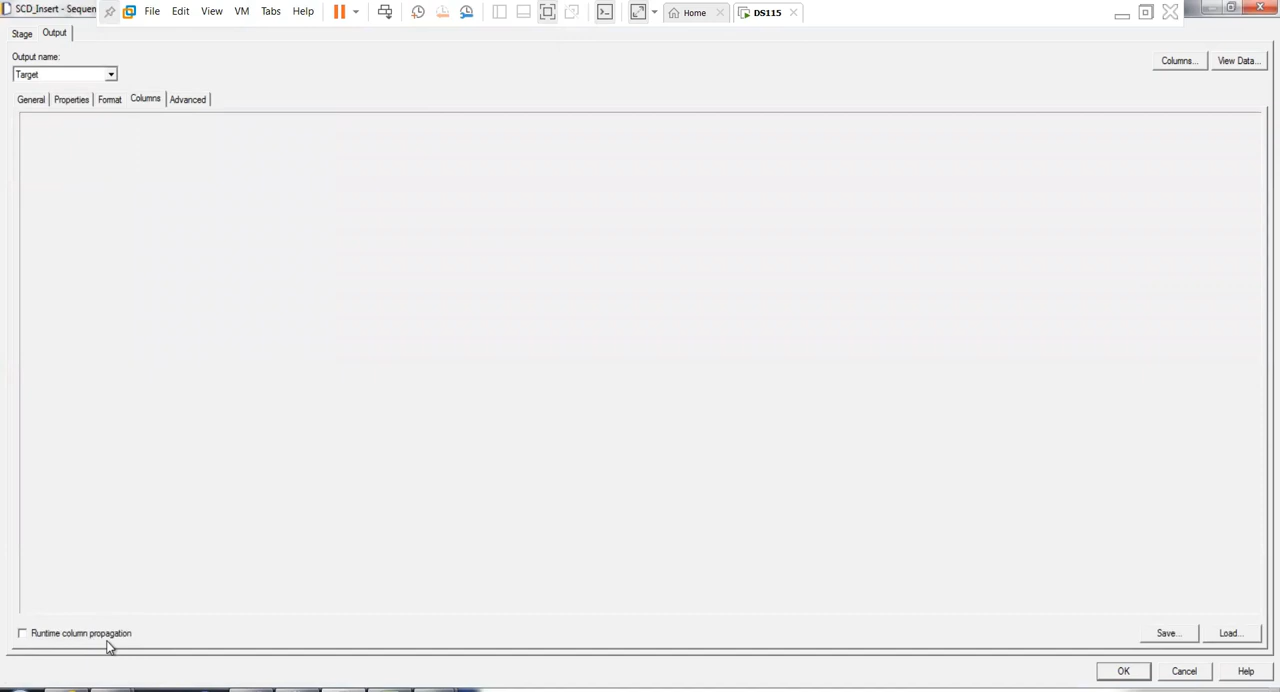 SCD_Insert - Sequen
File Edit View VM Tabs Help
Home
DS115
Stage Output
Output name:
Target
Columns... View Data...
General Properties Format Columns Advanced
Runtime column propagation
Save... Load...
OK Cancel Help